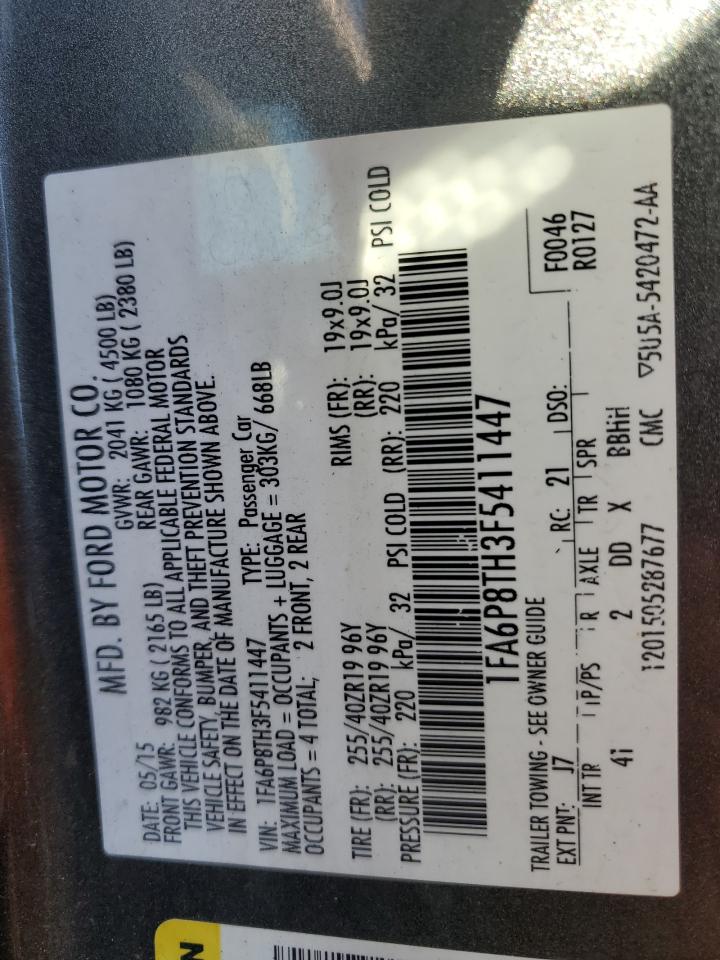 MFD. BY FORD MOTOR CO.
DATE: 05/15 GVWR: 2041 KG ( 4500 LB)
FRONT GAWR: 982 KG ( 2165 LB) REAR GAWR: 1080 KG ( 2380 LB)
THIS VEHICLE CONFORMS TO ALL APPLICABLE FEDERAL MOTOR
VEHICLE SAFETY, BUMPER, AND THEFT PREVENTION STANDARDS
IN EFFECT ON THE DATE OF MANUFACTURE SHOWN ABOVE.
VIN: 1FA6P8TH3F5411447 TYPE: Passenger Car
MAXIMUM LOAD = OCCUPANTS + LUGGAGE = 303KG/ 668LB
OCCUPANTS = 4 TOTAL; 2 FRONT, 2 REAR
TIRE (FR): 255/40ZR19 96Y RIMS (FR): 19x9.0J
(RR): 255/40ZR19 96Y (RR): 19x9.0J
PRESSURE (FR): 220 kPa/ 32 PSI COLD (RR): 220 kPa/ 32 PSI COLD
1FA6P8TH3F5411447
TRAILER TOWING - SEE OWNER GUIDE F0046
EXT PNT: J7 RC: 21 DSO: R0127
INT TR TP/PS R AXLE TR SPR
4i 2 DD X BBHH
1201505287677 CMC ▽5U5A-5420472-AA
N